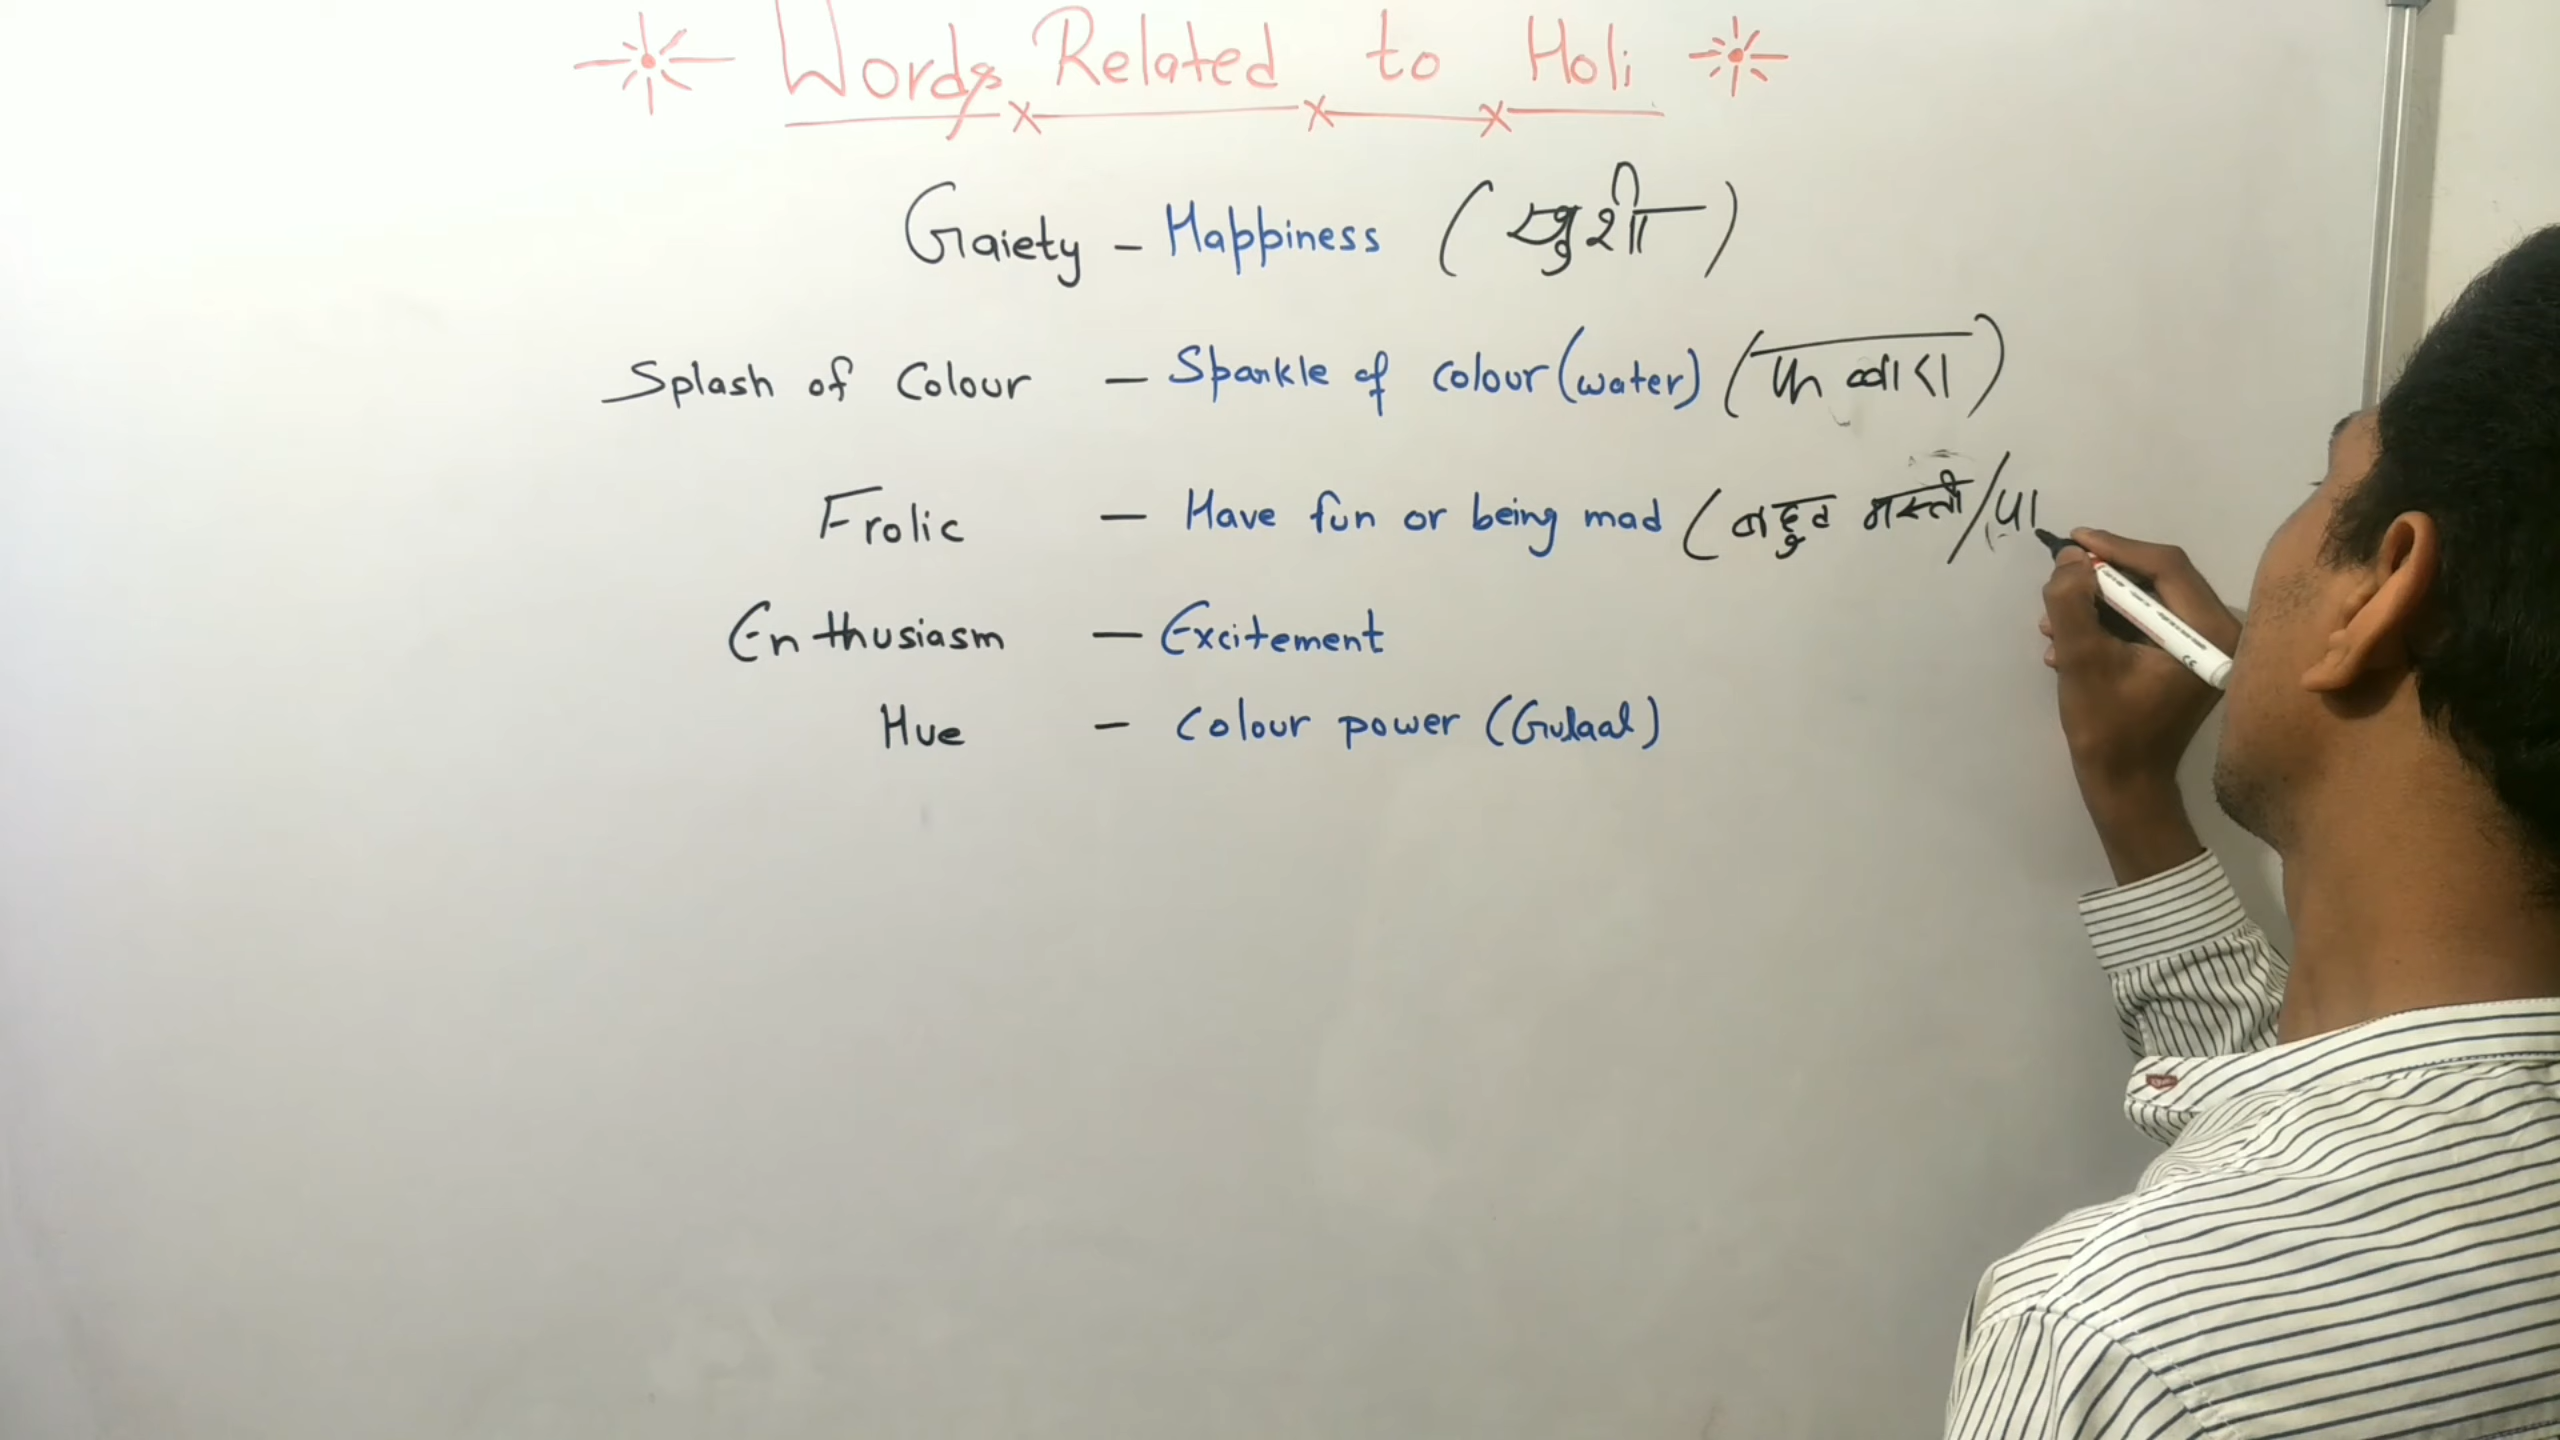 Words Related to Holi
Gaiety - Happiness (खुशी)
Splash of Colour - Sparkle of colour (water) (फव्वारा)
Frolic - Have fun or being mad (बहुत मस्ती/पा
Enthusiasm - Excitement
Hue - Colour power (Gulaal)